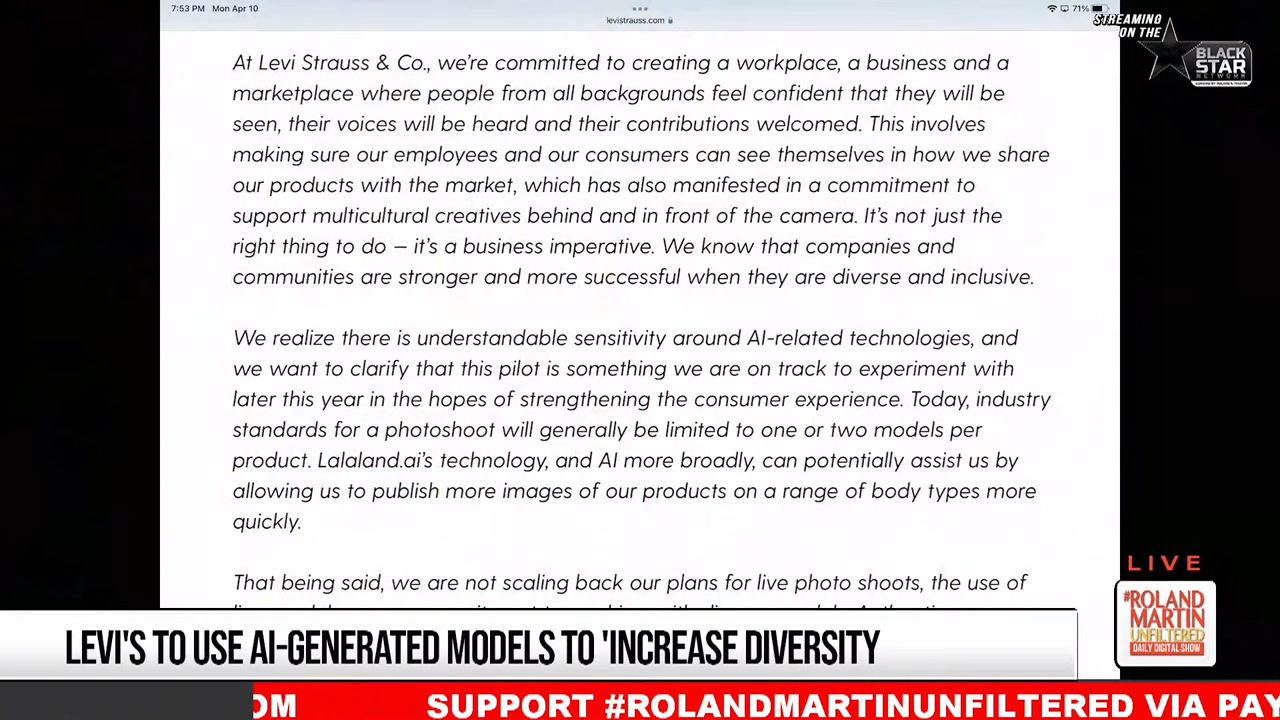 7:53 PM Mon Apr 10
levistrauss.com
71%
STREAMING
ON THE
BLACK
STAR
NETWORK
At Levi Strauss & Co., we're committed to creating a workplace, a business and a
marketplace where people from all backgrounds feel confident that they will be
seen, their voices will be heard and their contributions welcomed. This involves
making sure our employees and our consumers can see themselves in how we share
our products with the market, which has also manifested in a commitment to
support multicultural creatives behind and in front of the camera. It's not just the
right thing to do – it's a business imperative. We know that companies and
communities are stronger and more successful when they are diverse and inclusive.
We realize there is understandable sensitivity around AI-related technologies, and
we want to clarify that this pilot is something we are on track to experiment with
later this year in the hopes of strengthening the consumer experience. Today, industry
standards for a photoshoot will generally be limited to one or two models per
product. Lalaland.ai's technology, and AI more broadly, can potentially assist us by
allowing us to publish more images of our products on a range of body types more
quickly.
That being said, we are not scaling back our plans for live photo shoots, the use of
LIVE
#ROLAND
MARTIN
UNFILTERED
DAILY DIGITAL SHOW
LEVI'S TO USE AI-GENERATED MODELS TO 'INCREASE DIVERSITY
OM SUPPORT #ROLANDMARTINUNFILTERED VIA PAY